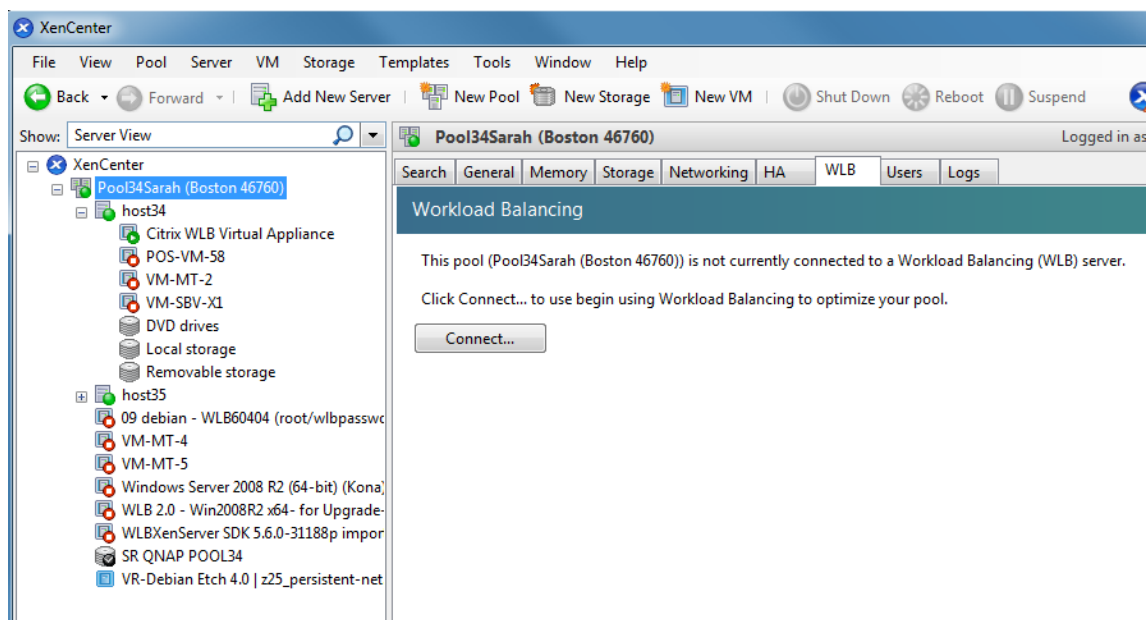 XenCenter
File View Pool Server VM Storage Templates Tools Window Help
Back Forward Add New Server New Pool New Storage New VM Shut Down Reboot Suspend
Show: Server View
Pool34Sarah (Boston 46760) Logged in as
Search General Memory Storage Networking HA WLB Users Logs
XenCenter
Pool34Sarah (Boston 46760)
host34
Citrix WLB Virtual Appliance
POS-VM-58
VM-MT-2
VM-SBV-X1
DVD drives
Local storage
Removable storage
host35
09 debian - WLB60404 (root/wlbpasswo
VM-MT-4
VM-MT-5
Windows Server 2008 R2 (64-bit) (Kona)
WLB 2.0 - Win2008R2 x64- for Upgrade-
WLBXenServer SDK 5.6.0-31188p impor
SR QNAP POOL34
VR-Debian Etch 4.0 | z25_persistent-net
Workload Balancing
This pool (Pool34Sarah (Boston 46760)) is not currently connected to a Workload Balancing (WLB) server.
Click Connect... to use begin using Workload Balancing to optimize your pool.
Connect...